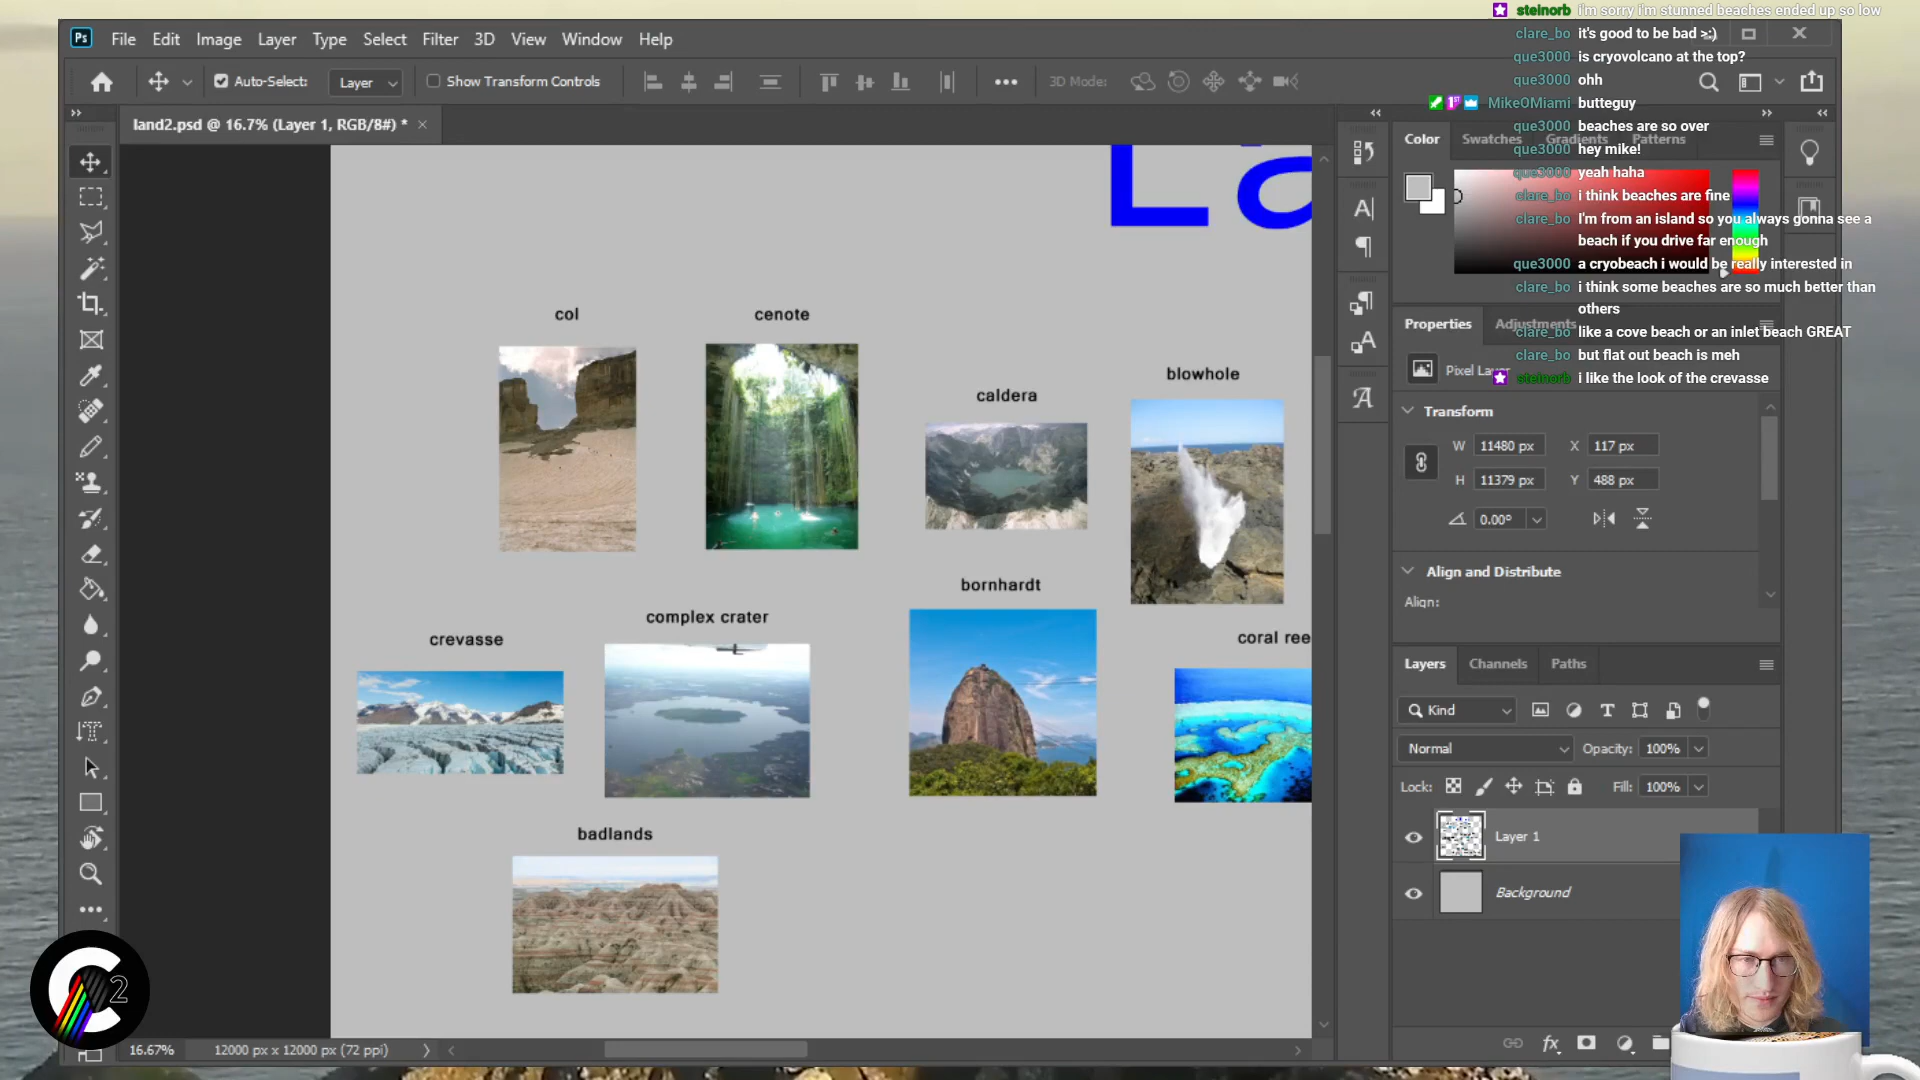 steinorb i'm sorry i'm stunned beaches ended up so low
Ps File Edit Image Layer Type Select Filter 3D View Window Help
clare_bo it's good to be bad >:)
que3000 is cryovolcano at the top?
Auto-Select: Layer Show Transform Controls 3D Mode:
que3000 ohh
MikeOMiami butteguy
land2.psd @ 16.7% (Layer 1, RGB/8#) *
que3000 beaches are so over
Color Swatches Gradients Patterns
que3000 hey mike!
que3000 yeah haha
clare_bo i think beaches are fine
clare_bo I'm from an island so you always gonna see a
beach if you drive far enough
que3000 a cryobeach i would be really interested in
clare_bo i think some beaches are so much better than
others
Properties Adjustments
clare_bo like a cove beach or an inlet beach GREAT
clare_bo but flat out beach is meh
Pixel Layer
steinorb i like the look of the crevasse
La
col
cenote
blowhole
caldera
bornhardt
complex crater
crevasse
coral ree
badlands
Transform
W 11480 px X 117 px
H 11379 px Y 488 px
0.00°
Align and Distribute
Align:
Layers Channels Paths
Kind
Normal Opacity: 100%
Lock: Fill: 100%
Layer 1
Background
fx
C2
16.67% 12000 px x 12000 px (72 ppi)